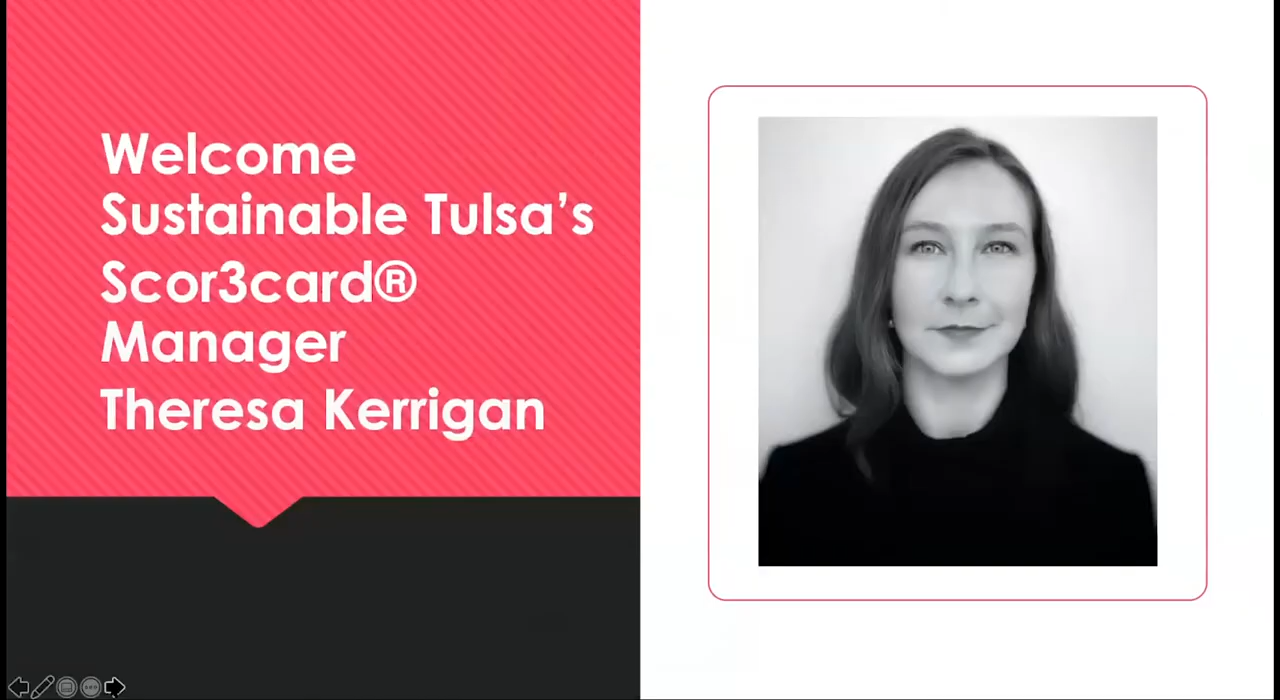 Welcome
Sustainable Tulsa’s
Scor3card®
Manager
Theresa Kerrigan